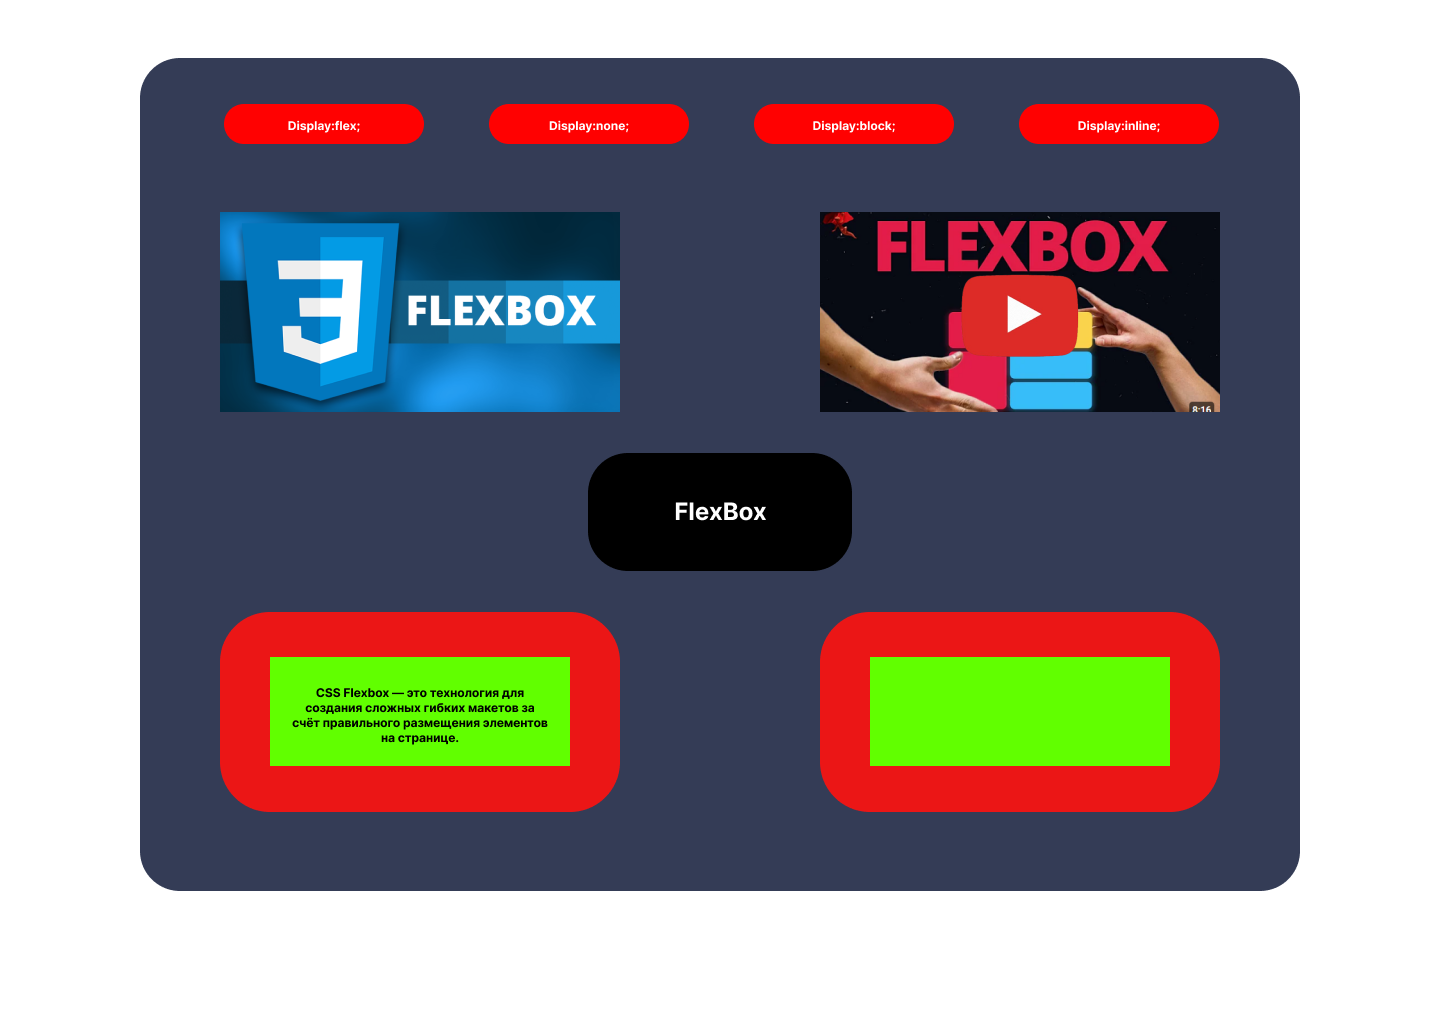 Display:flex;
Display:none;
Display:block;
Display:inline;
3
FLEXBOX
FLEXBOX
8:16
FlexBox
CSS Flexbox — это технология для
создания сложных гибких макетов за
счёт правильного размещения элементов
на странице.